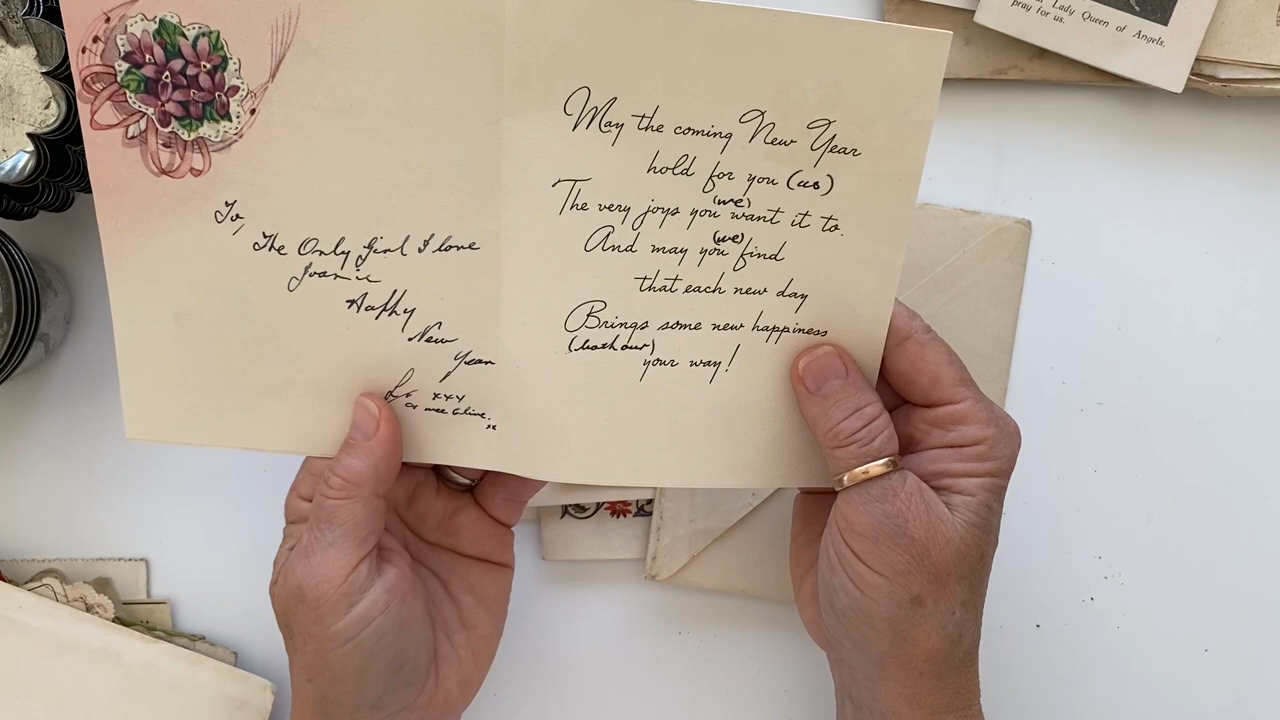 To,
The Only Girl I love
Joanie
Happy
New
Year
xxx
xx
May the coming New Year
hold for you (us)
(we)
The very joys you want it to.
(we)
And may you find
that each new day
Brings some new happiness
(both our)
your way!
Lady Queen of Angels,
pray for us.